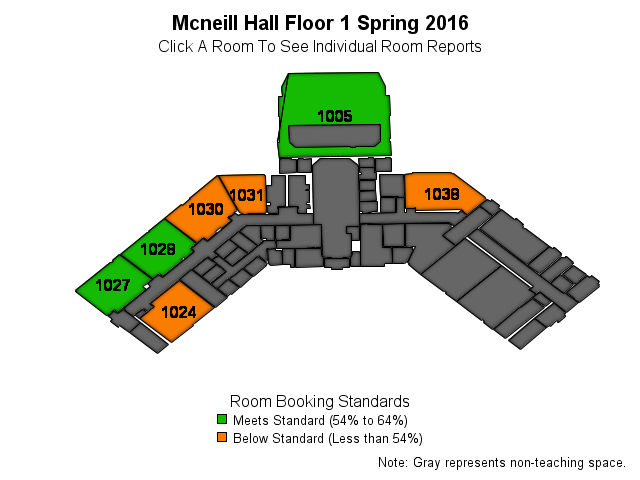 Mcneill Hall Floor 1 Spring 2016
Click A Room To See Individual Room Reports
1005
1031
1038
1030
1028
1027
1024
Room Booking Standards
Meets Standard (54% to 64%)
Below Standard (Less than 54%)
Note: Gray represents non-teaching space.